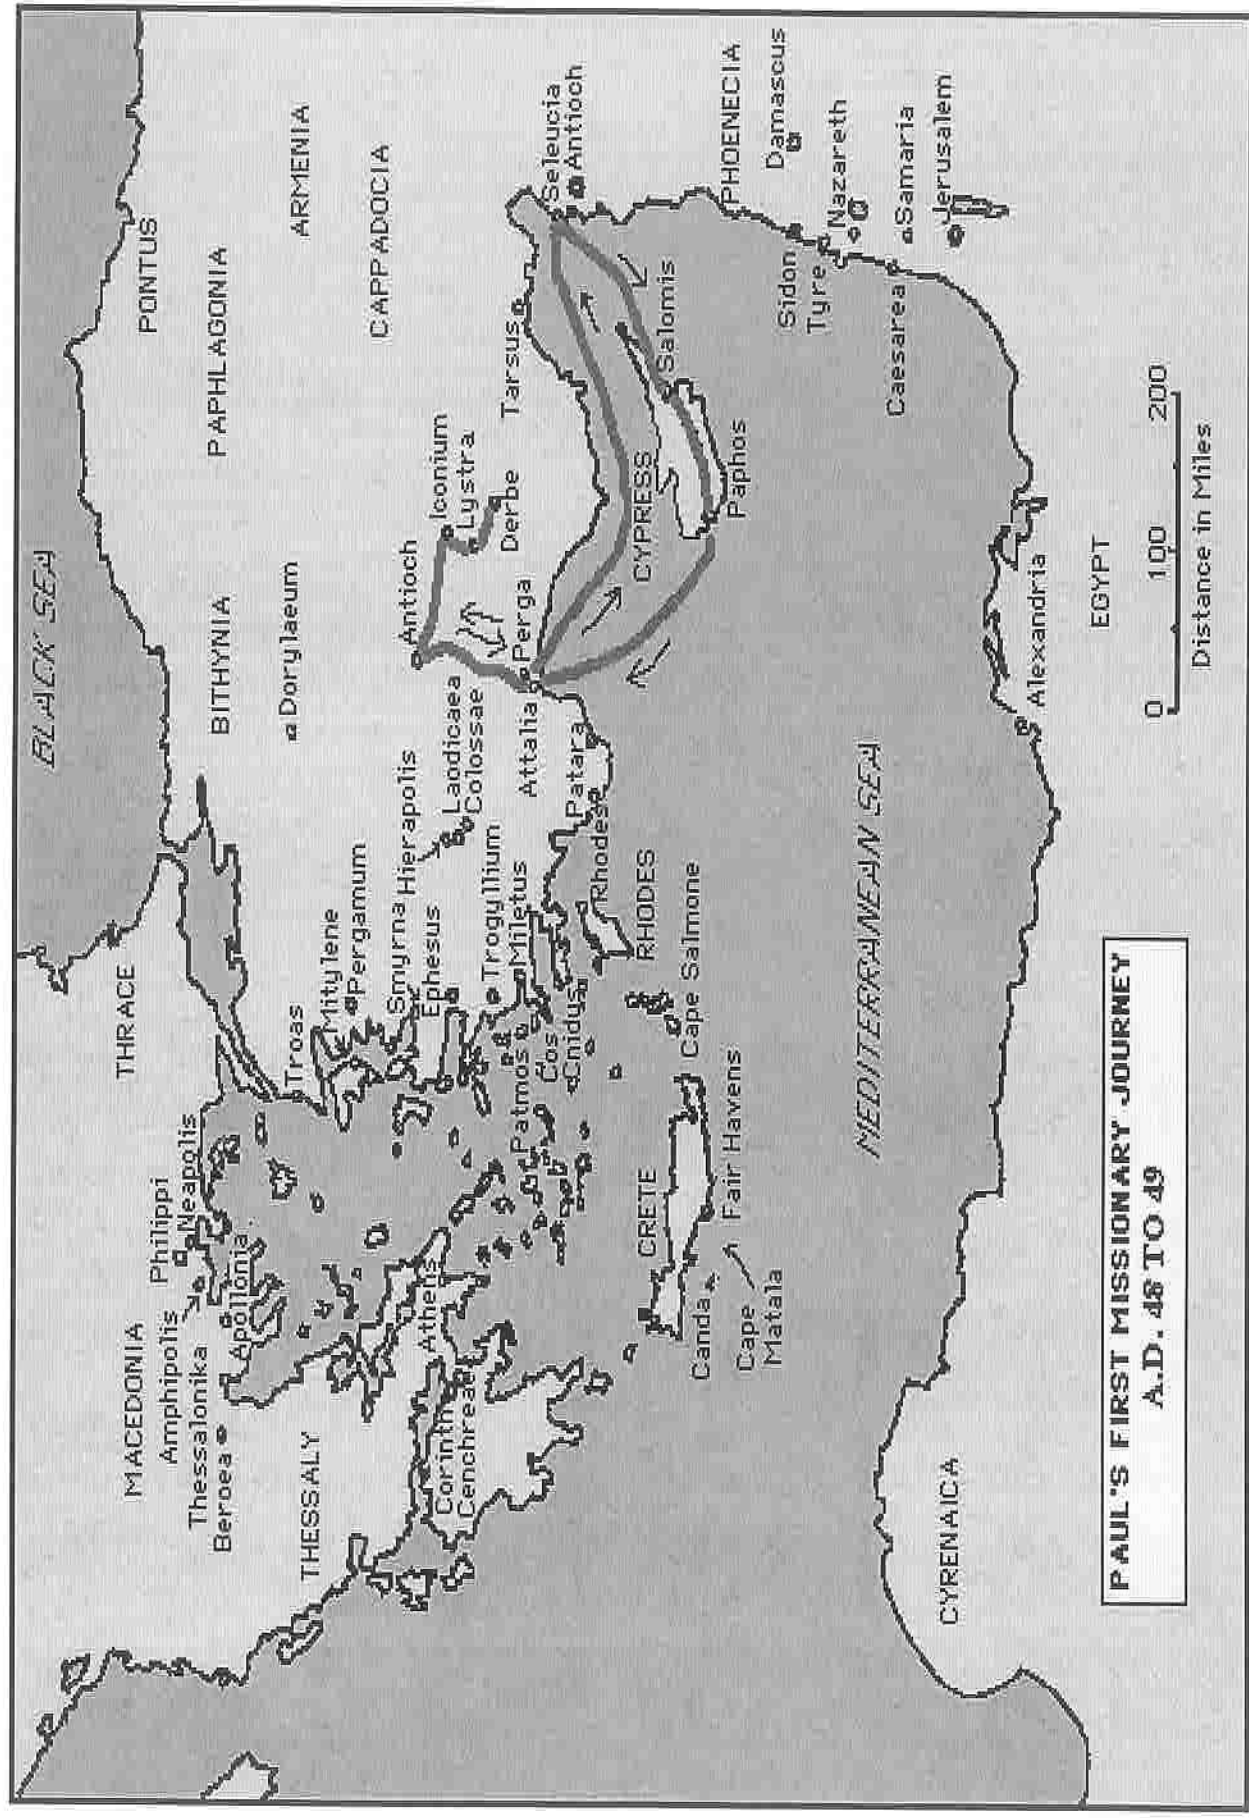 BLACK SEA
THRACE
MACEDONIA
Philippi
Neapolis
Amphipolis
Thessalonika
Apollonia
Beroea
THESSALY
BITHYNIA
PAPHLAGONIA
PONTUS
Dorylaeum
ARMENIA
CAPPADOCIA
Troas
Mitylene
Pergamum
Smyrna
Hierapolis
Ephesus
Laodicaea
Colossae
Antioch
Iconium
Lystra
Derbe
Tarsus
Seleucia
Antioch
Athens
Corinth
Cenchreae
Trogyllium
Miletus
Patmos
Cos
Cnidus
Attalia
Perga
Patara
Rhodes
RHODES
CYPRESS
Salomis
Paphos
PHOENECIA
Damascus
Sidon
Tyre
Nazareth
Caesarea
Samaria
Jerusalem
CRETE
Cape Salmone
Canda
Fair Havens
Cape
Matala
MEDITERRANEAN SEA
CYRENAICA
Alexandria
EGYPT
0 100 200
Distance in Miles
PAUL'S FIRST MISSIONARY JOURNEY
A.D. 48 TO 49